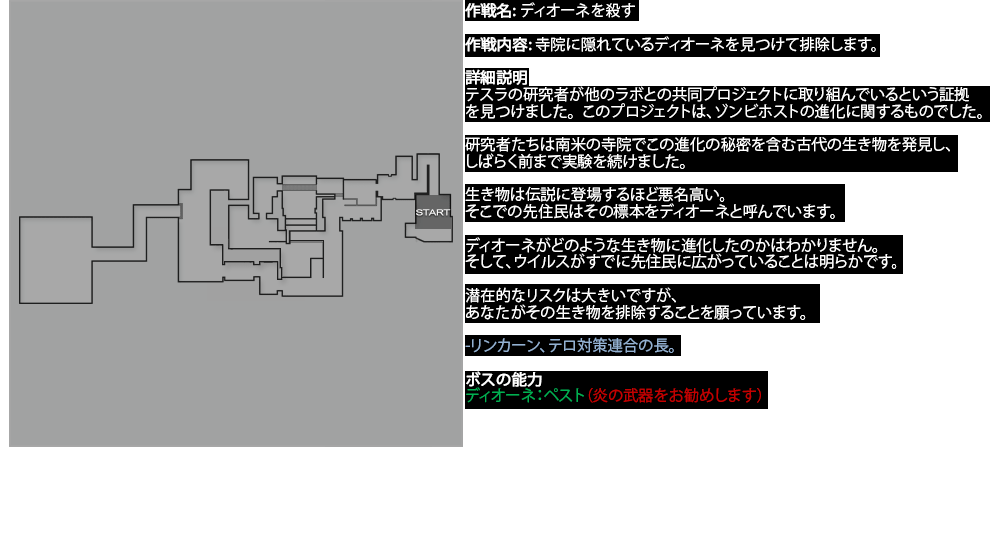 作戦名: ディオーネを殺す
作戦内容: 寺院に隠れているディオーネを見つけて排除します。
詳細説明
テスラの研究者が他のラボとの共同プロジェクトに取り組んでいるという証拠
を見つけました。このプロジェクトは、ゾンビホストの進化に関するものでした。
研究者たちは南米の寺院でこの進化の秘密を含む古代の生き物を発見し、
しばらく前まで実験を続けました。
生き物は伝説に登場するほど悪名高い。
そこでの先住民はその標本をディオーネと呼んでいます。
START
ディオーネがどのような生き物に進化したのかはわかりません。
そして、ウイルスがすでに先住民に広がっていることは明らかです。
潜在的なリスクは大きいですが、
あなたがその生き物を排除することを願っています。
-リンカーン、テロ対策連合の長。
ボスの能力
ディオーネ：ペスト（炎の武器をお勧めします）